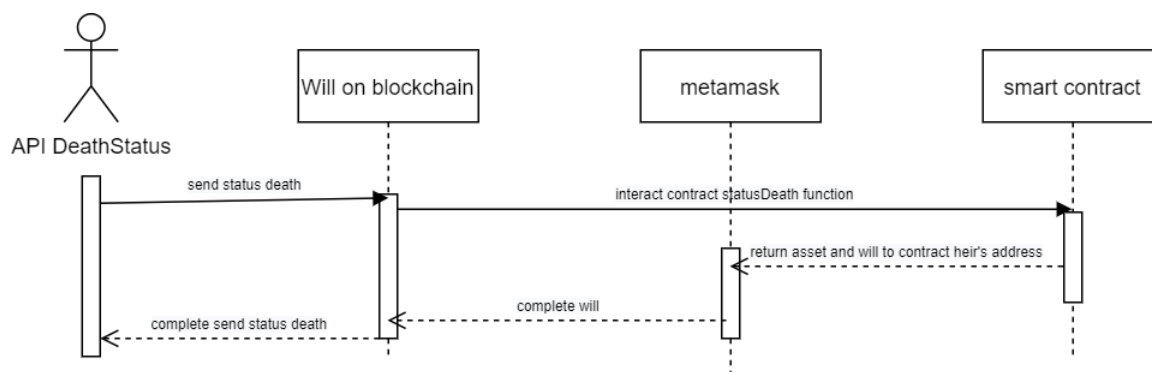 Will on blockchain
metamask
smart contract
API DeathStatus
send status death
interact contract statusDeath function
return asset and will to contract heir's address
complete will
complete send status death